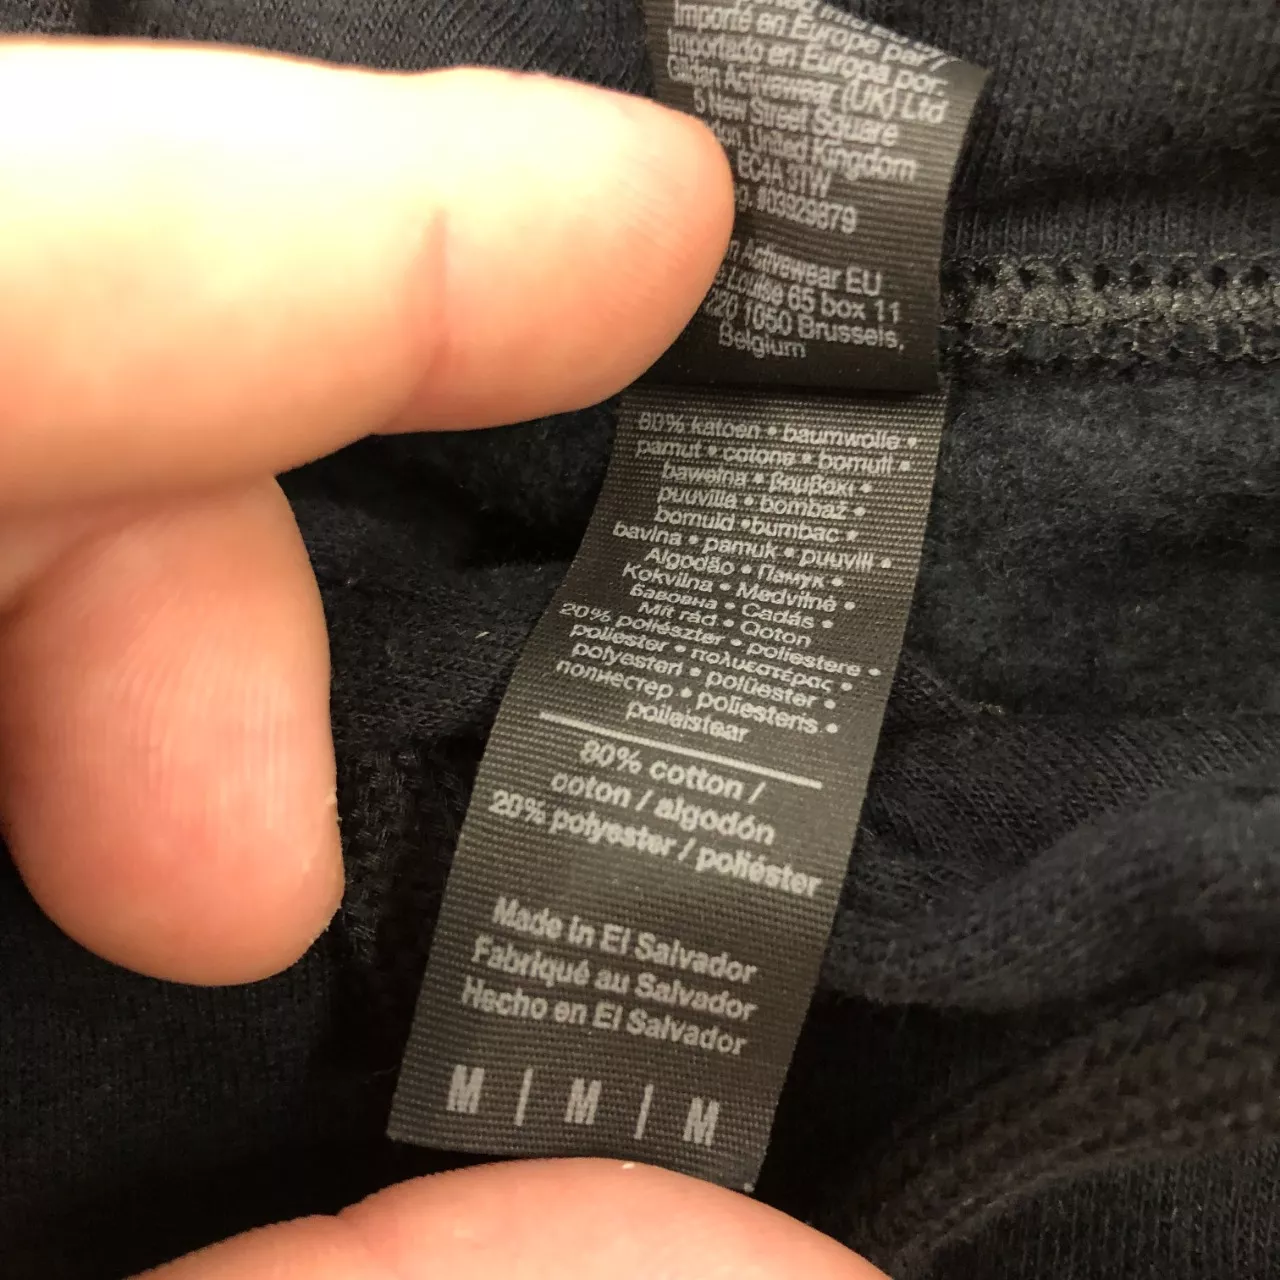 Importé en Europe par /
Importado en Europa por:
Gildan Activewear (UK) Ltd
5 New Street Square
United Kingdom
EC4A 3TW
#03929879
Activewear EU
Louise 65 box 11
1050 Brussels,
Belgium
80% katoen • baumwolle •
pamut • cotone • bomull •
bawełna • βαμβακι •
puuvilla • bombaž •
bomuld •bumbac •
bavlna • pamuk • puuvill •
Algodão • Памук •
Kokvilna • Medvilnė •
бавовна • Cadás •
Mit rad • Qoton
20% poliészter • poliestere •
poliester • πολυεστέρας •
polyesteri • polüester •
полиестер • poliesteris •
poileistear
80% cotton /
coton / algodón
20% polyester / poliéster
Made in El Salvador
Fabriqué au Salvador
Hecho en El Salvador
M | M | M